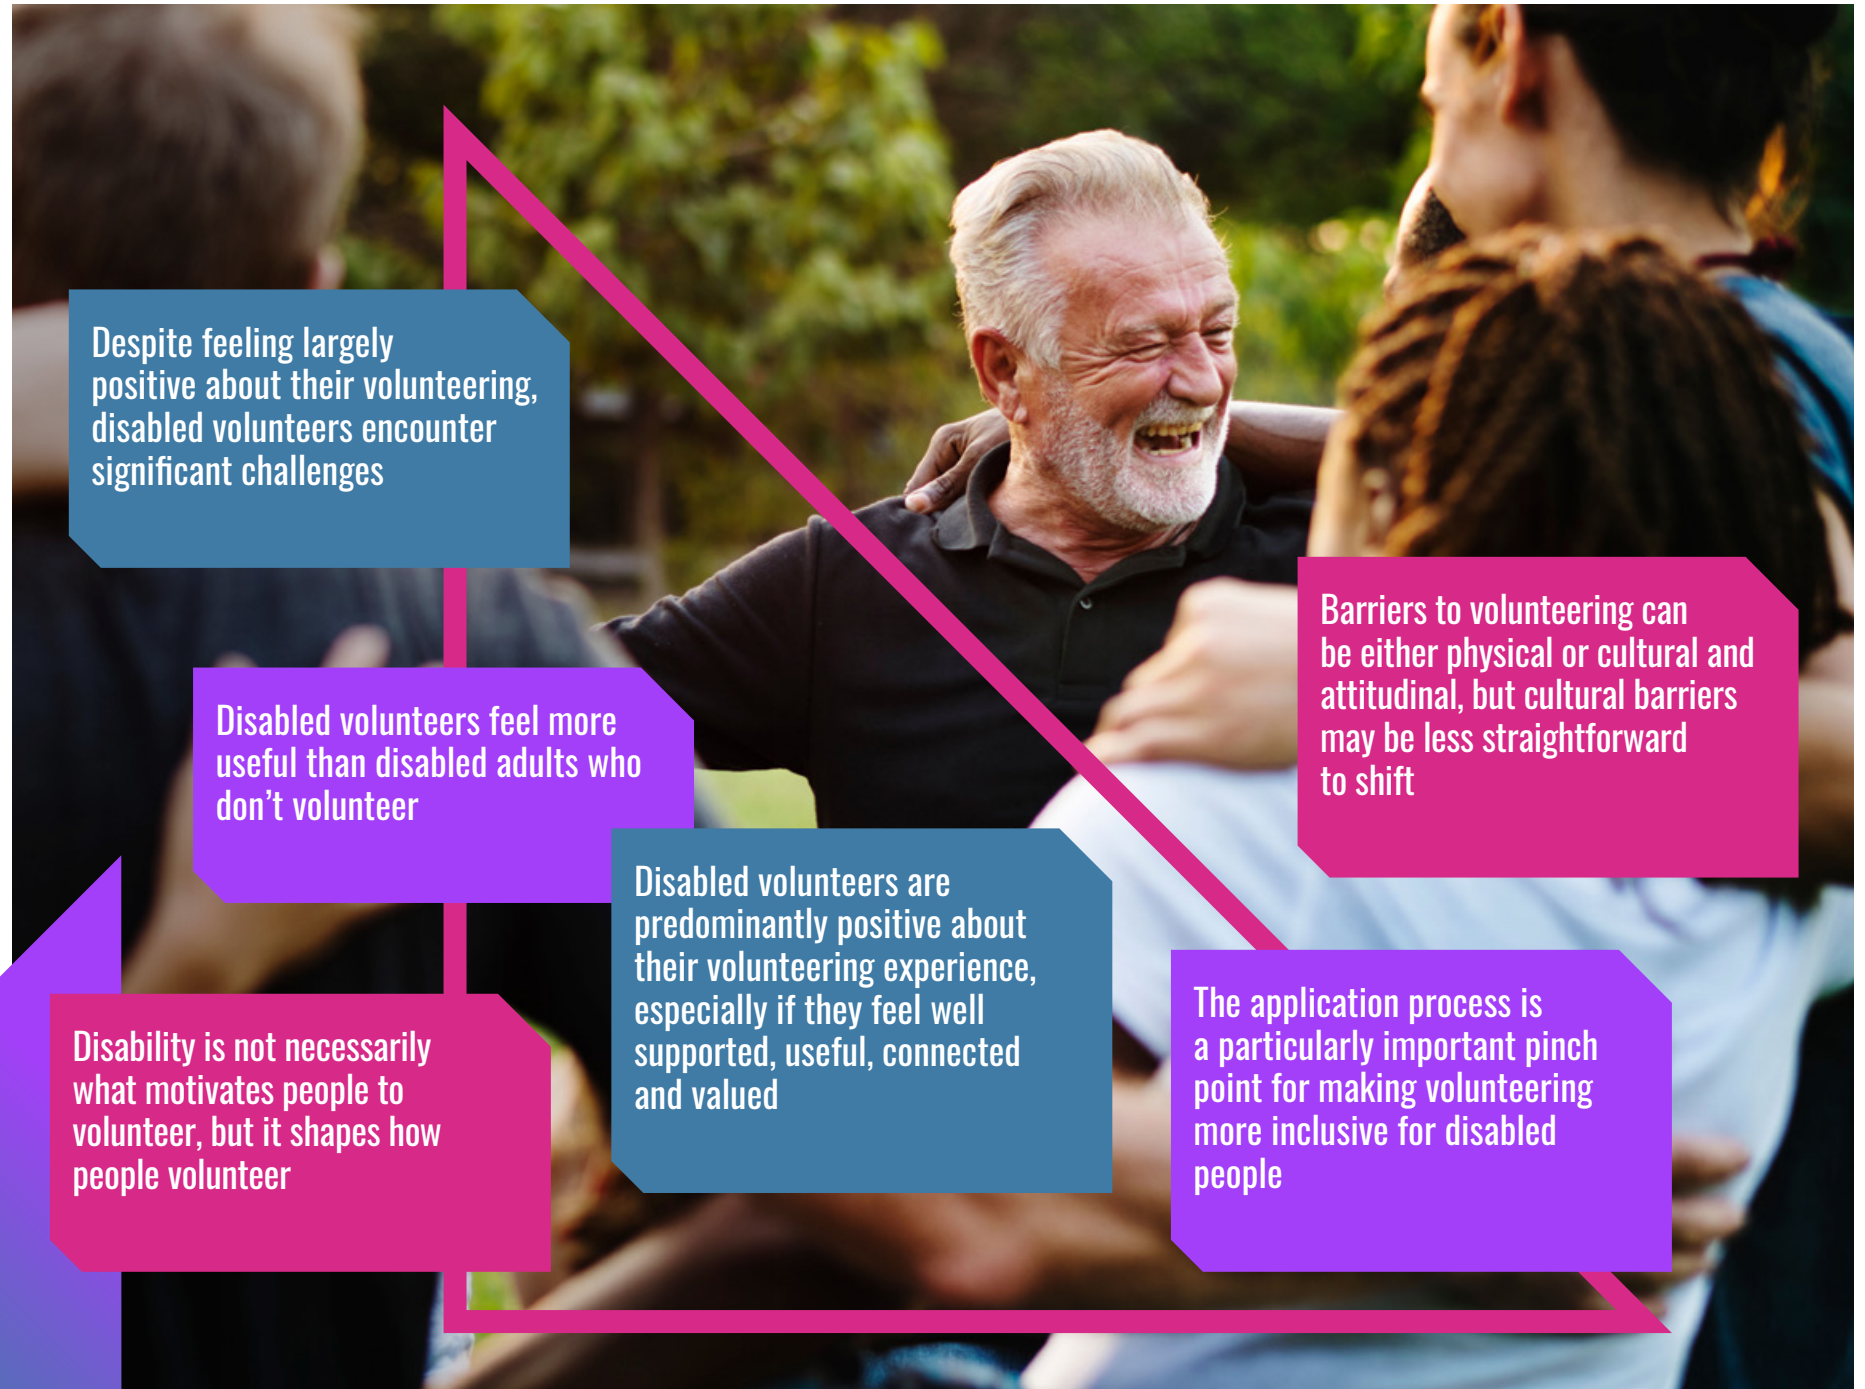 Despite feeling largely
positive about their volunteering,
disabled volunteers encounter
significant challenges
Disabled volunteers feel more
useful than disabled adults who
don’t volunteer
Disability is not necessarily
what motivates people to
volunteer, but it shapes how
people volunteer
Disabled volunteers are
predominantly positive about
their volunteering experience,
especially if they feel well
supported, useful, connected
and valued
Barriers to volunteering can
be either physical or cultural and
attitudinal, but cultural barriers
may be less straightforward
to shift
The application process is
a particularly important pinch
point for making volunteering
more inclusive for disabled
people